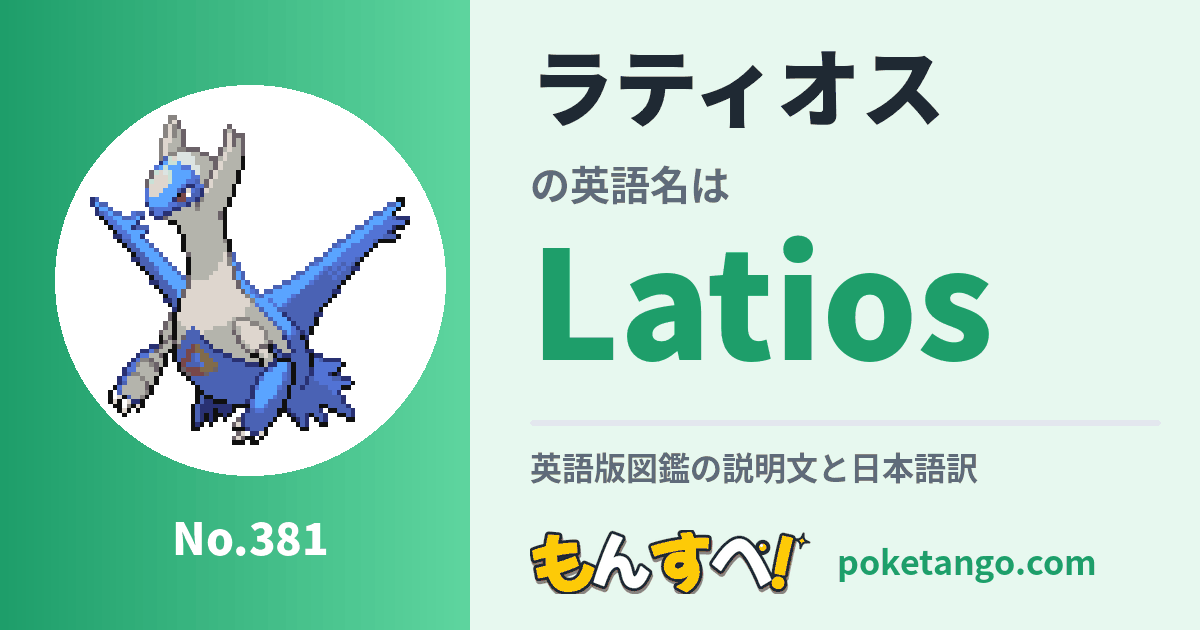 ラティオス
の英語名は
Latios
英語版図鑑の説明文と日本語訳
No.381
もんすぺ!
poketango.com